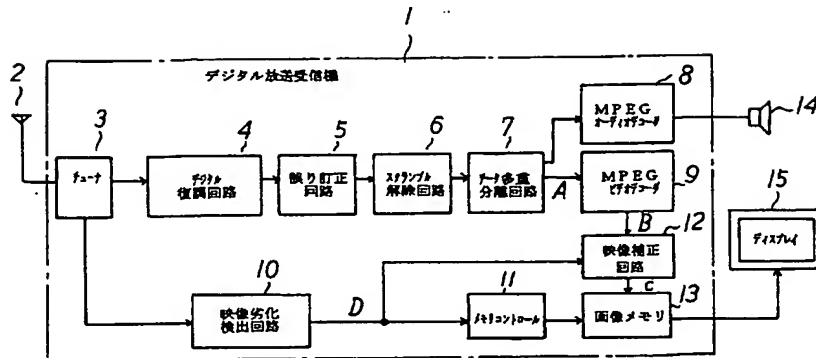 1
2
デジタル放送受信機
8
MPEG
オーディオデコーダ
14
3
4
5
6
7
チューナ
デジタル
復調回路
誤り訂正
回路
スクランブル
解除回路
データ多重
分離回路
A
MPEG
ビデオデコーダ
9
15
B
12
ディスプレイ
映像補正
回路
10
11
C
13
映像劣化
検出回路
D
メモリコントロール
画像メモリ